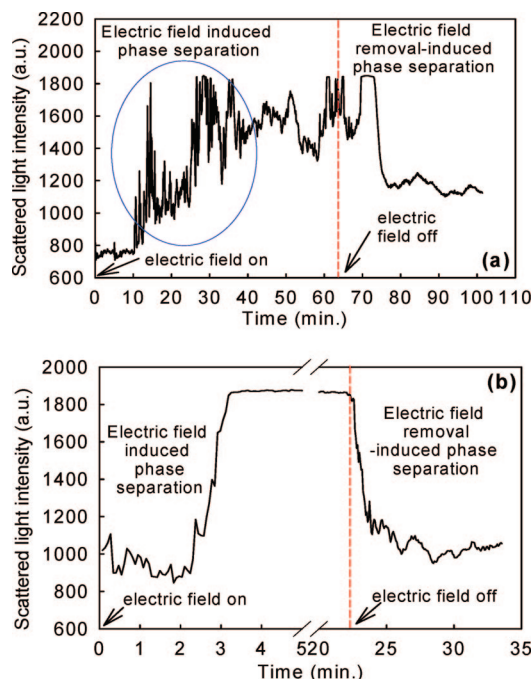 2200
2000
1800
1600
1400
1200
1000
800
600
Scattered light intensity (a.u.)
Electric field induced
phase separation
Electric field
removal-induced
phase separation
electric field on
electric
field off
(a)
0 10 20 30 40 50 60 70 80 90 100 110
Time (min.)
2000
1800
1600
1400
1200
1000
800
600
Scattered light intensity (a.u.)
(b)
Electric field
induced
phase
separation
Electric field
removal
-induced phase
separation
electric field on
electric field off
0 1 2 3 4 520 25 30 35
Time (min.)